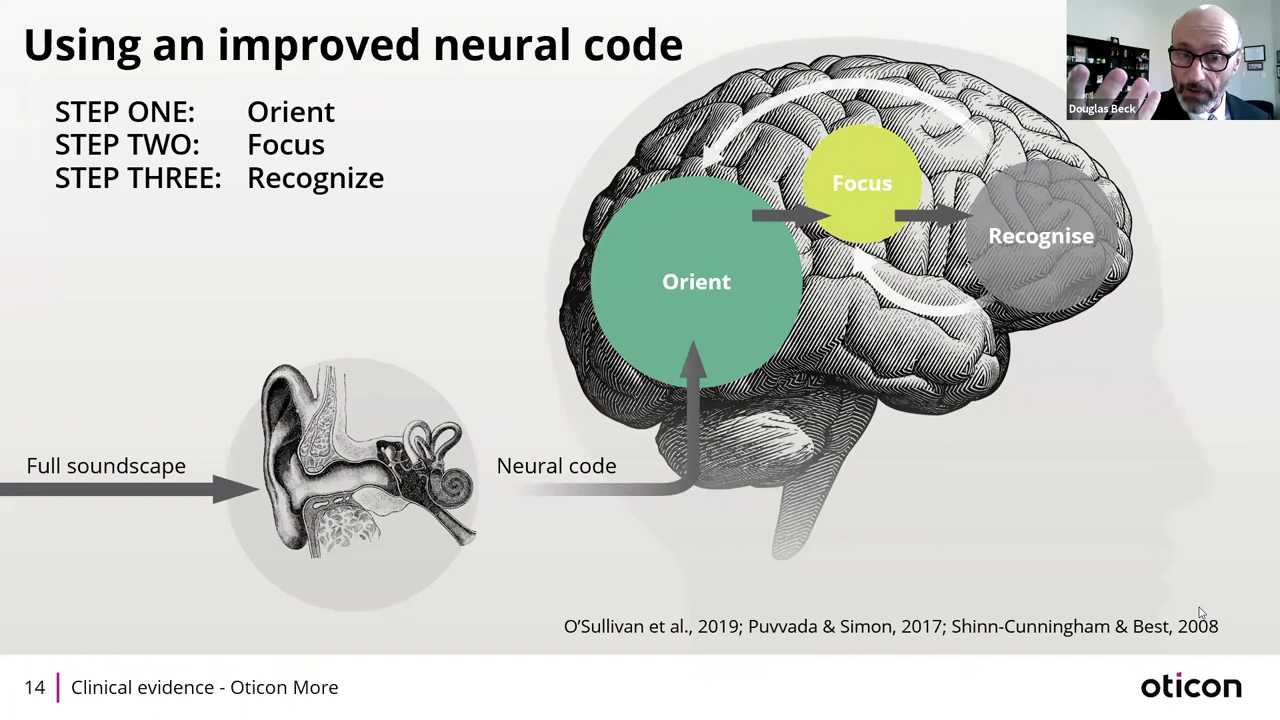 Using an improved neural code
Douglas Beck
STEP ONE: Orient
STEP TWO: Focus
STEP THREE: Recognize
Focus
Recognise
Orient
Full soundscape
Neural code
O'Sullivan et al., 2019; Puvvada & Simon, 2017; Shinn-Cunningham & Best, 2008
14 Clinical evidence - Oticon More
oticon